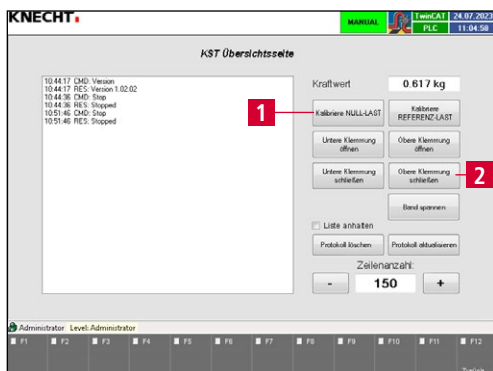 KNECHT.
MANUAL
TwinCAT
PLC
24.07.2023
11:04:58
KST Übersichtsseite
10:44:17 CMD: Version
10:44:17 RES: Version 1.02.02
10:44:36 CMD: Stop
10:44:36 RES: Stopped
10:51:46 CMD: Stop
10:51:46 RES: Stopped
Kraftwert
0.617 kg
1
Kalibriere NULL-LAST
Kalibriere
REFERENZ-LAST
Untere Klemmung
öffnen
Obere Klemmung
öffnen
Untere Klemmung
schließen
Obere Klemmung
schließen
2
Band spannen
Liste anhalten
Protokoll löschen
Protokoll aktualisieren
Zeilenanzahl:
-
150
+
Administrator Level: Administrator
F1 F2 F3 F4 F5 F6 F7 F8 F9 F10 F11 F12
Zurück